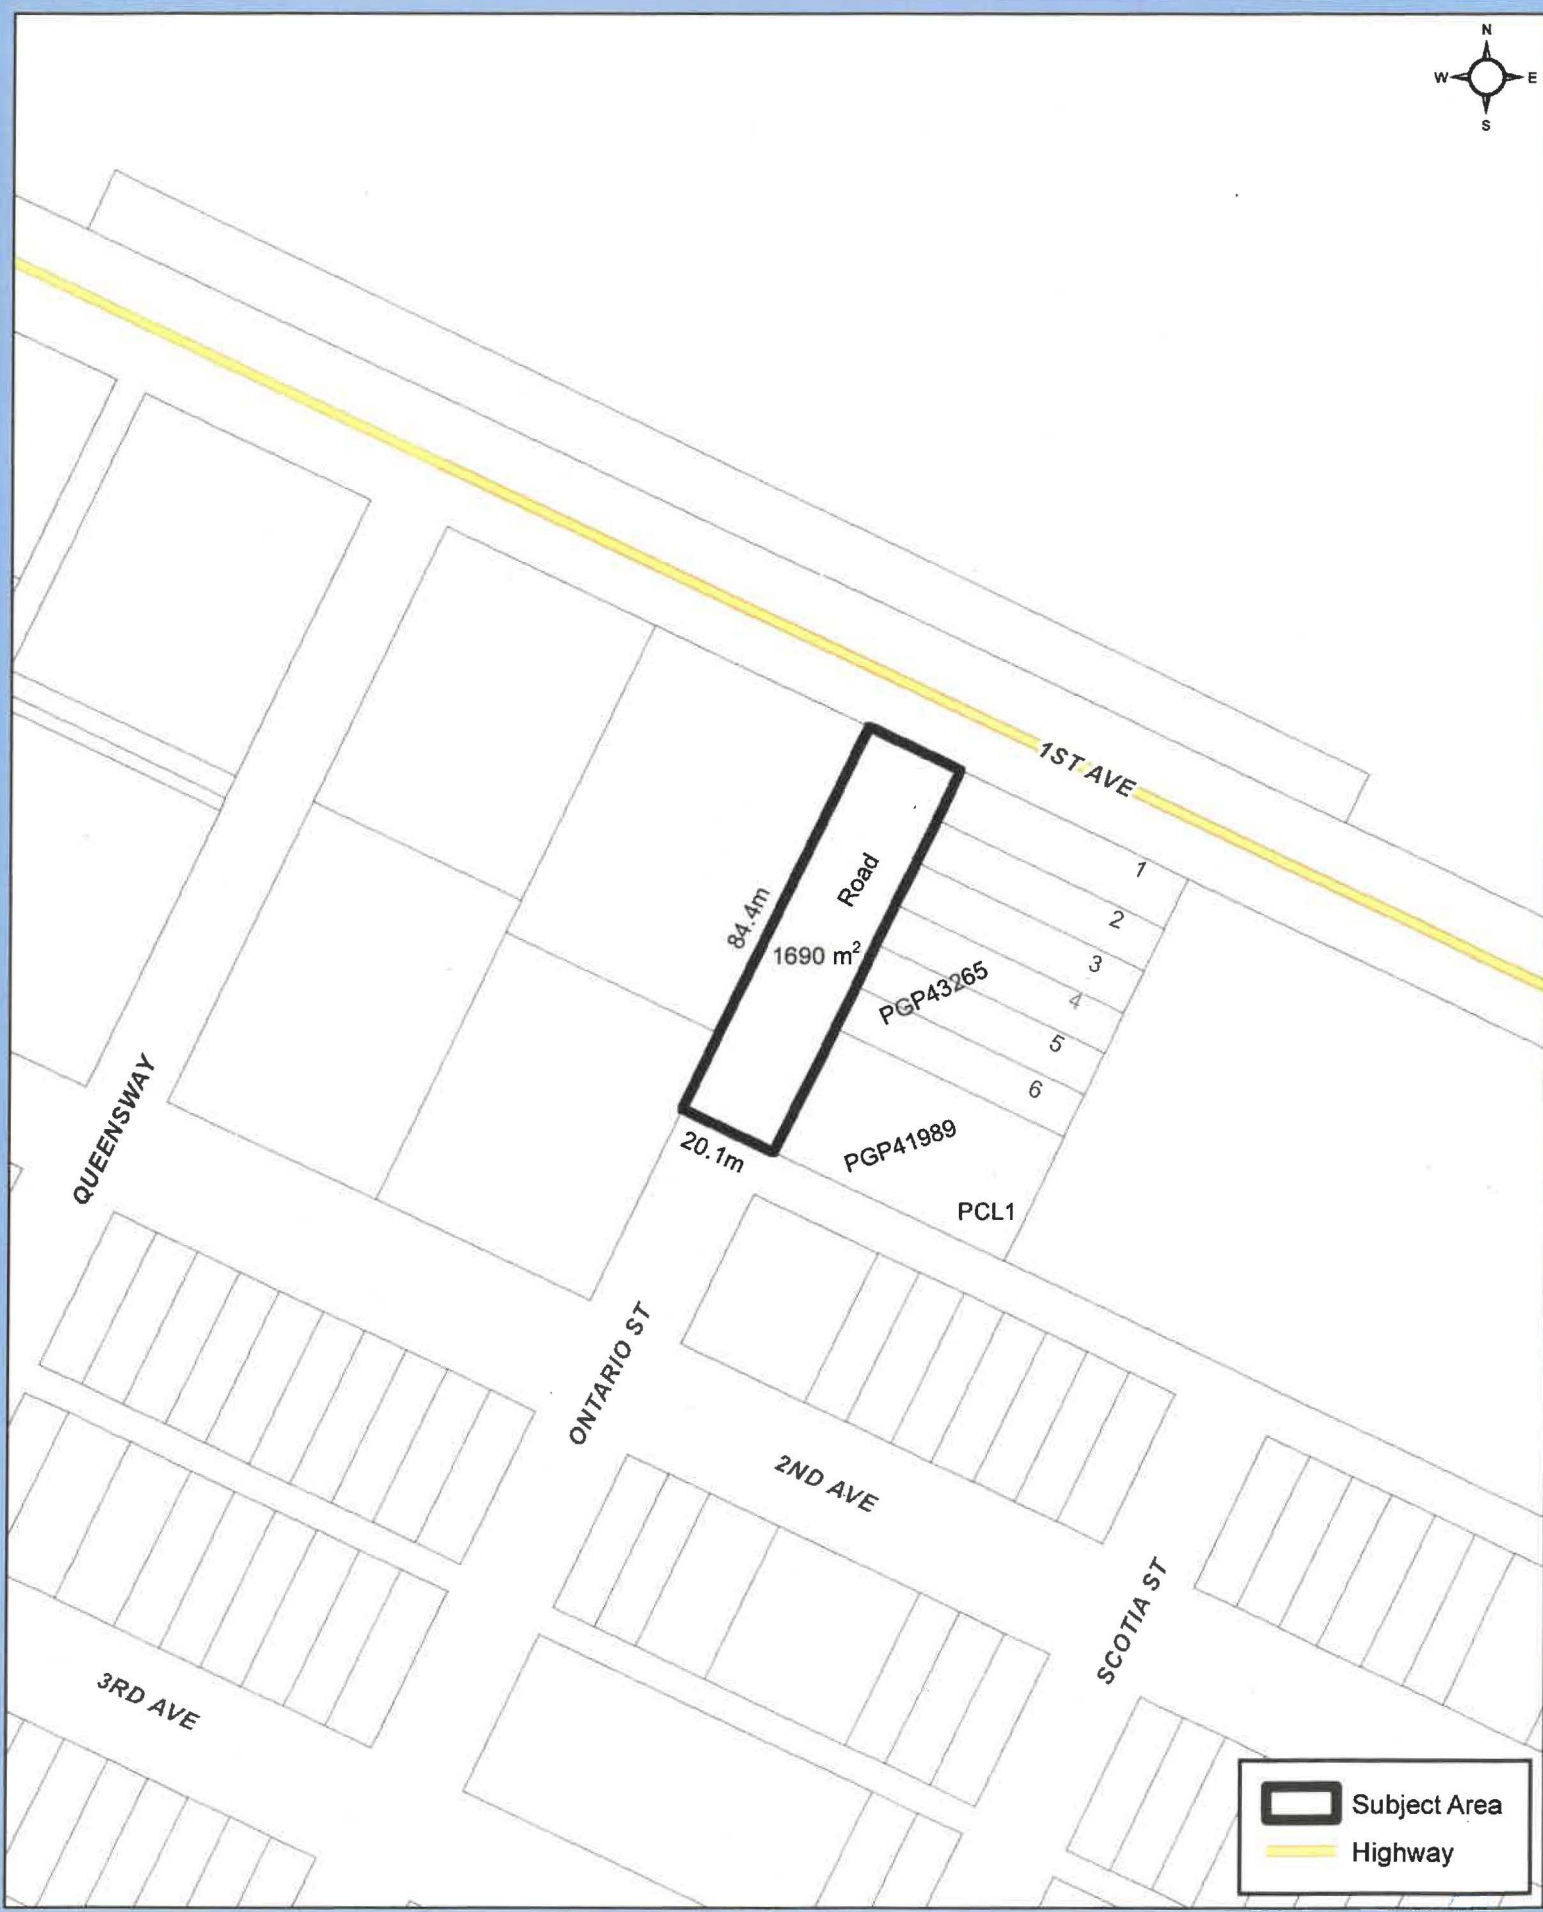 N
W E
S
1ST AVE
1
2
3
4
5
6
Road
84.4m
1690 m²
PGP43265
PGP41989
20.1m
PCL1
QUEENSWAY
ONTARIO ST
2ND AVE
SCOTIA ST
3RD AVE
Subject Area
Highway